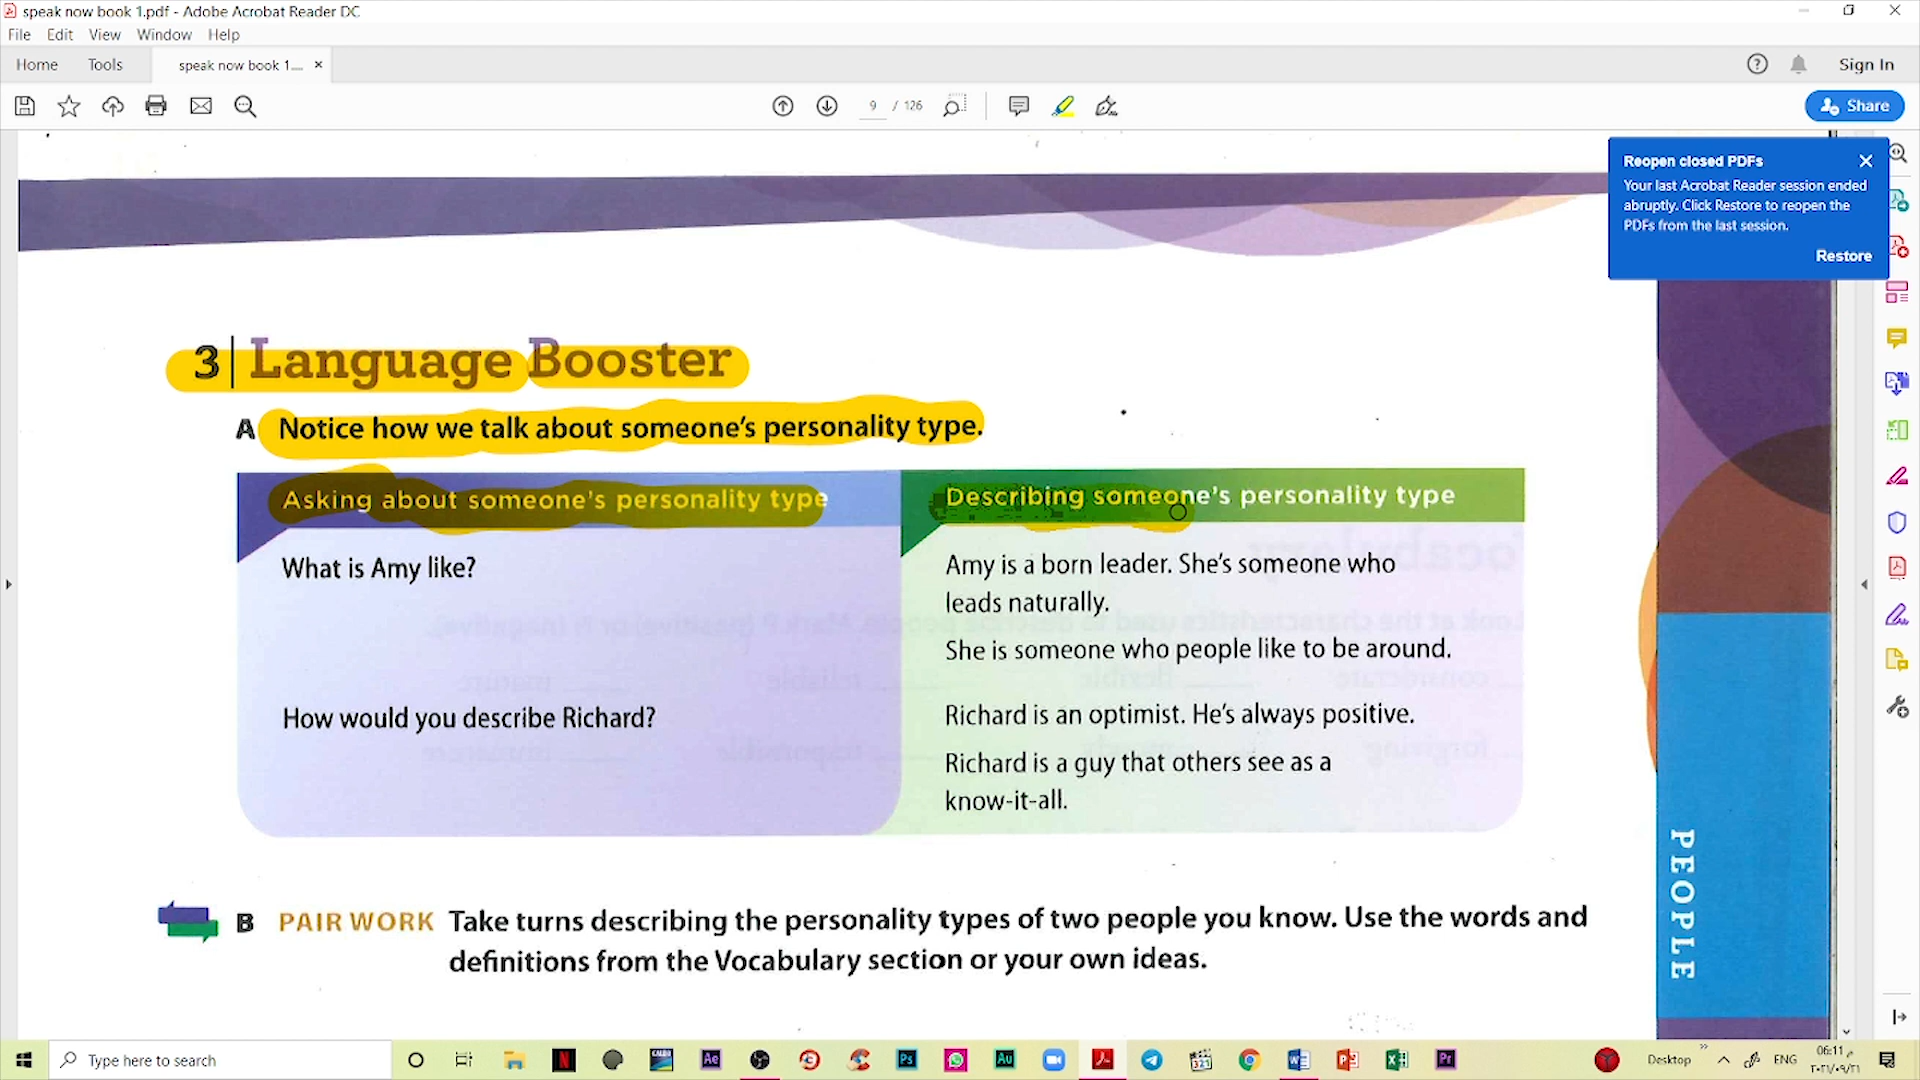 speak now book 1.pdf - Adobe Acrobat Reader DC
File Edit View Window Help
Home Tools speak now book 1... × Sign In
9 / 126 Share
Reopen closed PDFs
Your last Acrobat Reader session ended
abruptly. Click Restore to reopen the
PDFs from the last session.
Restore
3 Language Booster
A Notice how we talk about someone's personality type.
Asking about someone's personality type
Describing someone's personality type
What is Amy like?
Amy is a born leader. She's someone who
leads naturally.
She is someone who people like to be around.
How would you describe Richard?
Richard is an optimist. He's always positive.
Richard is a guy that others see as a
know-it-all.
B PAIR WORK Take turns describing the personality types of two people you know. Use the words and
definitions from the Vocabulary section or your own ideas.
PEOPLE
Type here to search
Desktop ENG 06:11 م
٢٠٢١/٠٩/٢١